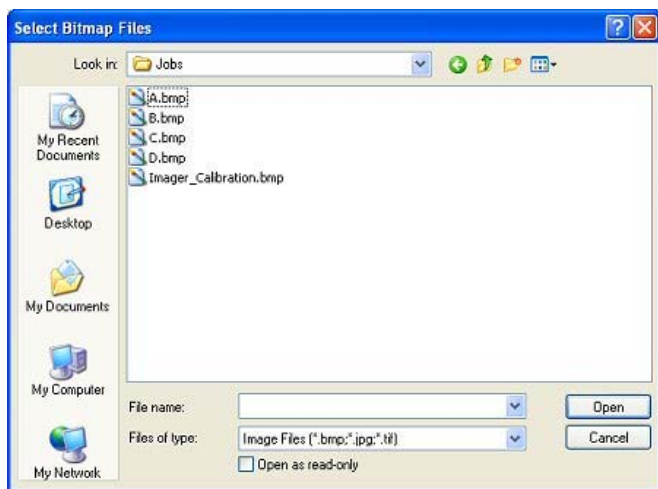 Select Bitmap Files
Look in: Jobs
My Recent
Documents
Desktop
My Documents
My Computer
My Network
A.bmp
B.bmp
C.bmp
D.bmp
Imager_Calibration.bmp
File name:
Open
Files of type: Image Files (*.bmp;*.jpg;*.tif)
Cancel
Open as read-only